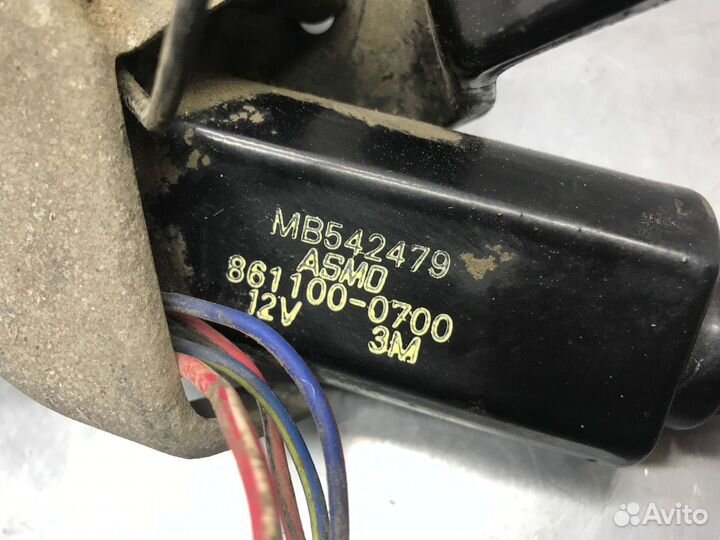 MB542479
ASMO
861100-0700
12V 3M
Avito